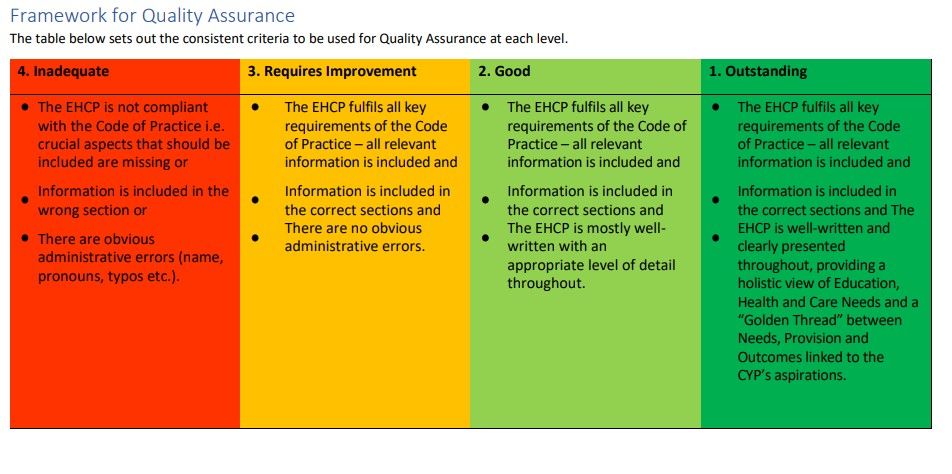 Framework for Quality Assurance
The table below sets out the consistent criteria to be used for Quality Assurance at each level.
4. Inadequate
● The EHCP is not compliant
with the Code of Practice i.e.
crucial aspects that should be
included are missing or
● Information is included in the
wrong section or
● There are obvious
administrative errors (name,
pronouns, typos etc.).
3. Requires Improvement
● The EHCP fulfils all key
requirements of the Code
of Practice – all relevant
information is included and
● Information is included in
the correct sections and
● There are no obvious
administrative errors.
2. Good
● The EHCP fulfils all key
requirements of the Code of
Practice – all relevant
information is included and
● Information is included in
the correct sections and
● The EHCP is mostly well-
written with an
appropriate level of detail
throughout.
1. Outstanding
● The EHCP fulfils all key
requirements of the Code
of Practice – all relevant
information is included and
● Information is included in
the correct sections and The
● EHCP is well-written and
clearly presented
throughout, providing a
holistic view of Education,
Health and Care Needs and a
“Golden Thread” between
Needs, Provision and
Outcomes linked to the
CYP’s aspirations.